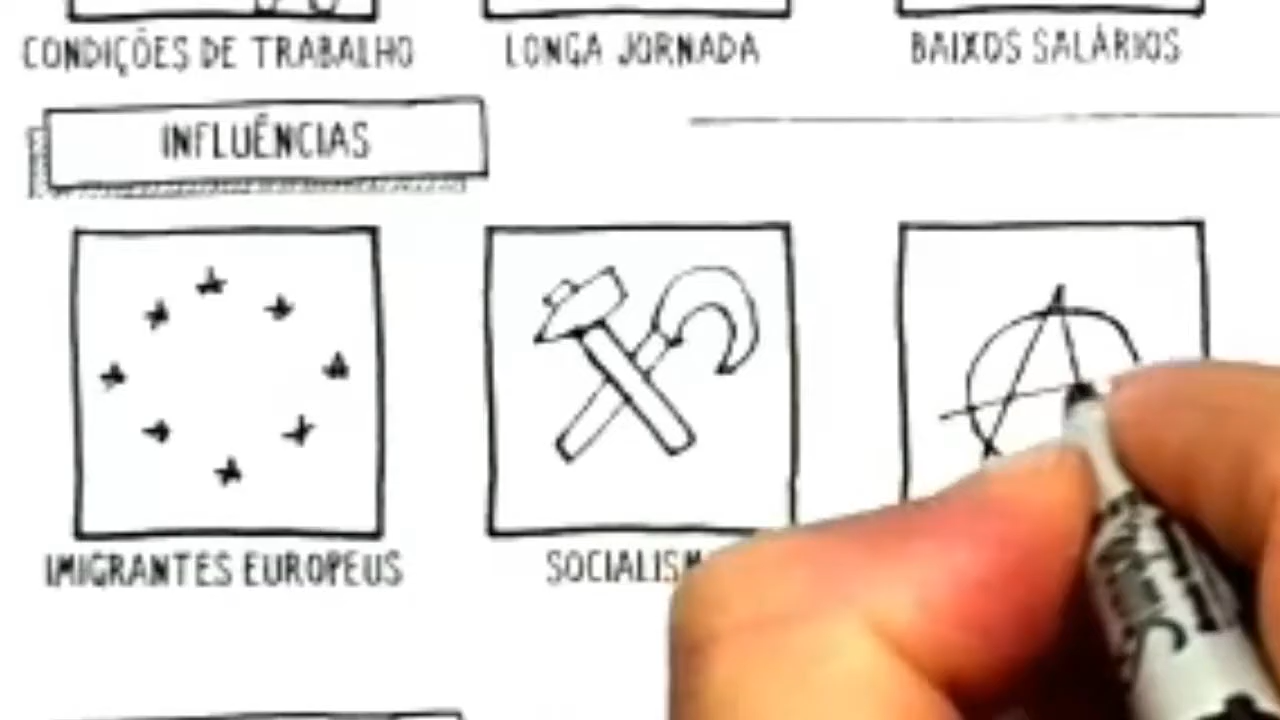 CONDIÇÕES DE TRABALHO
LONGA JORNADA
BAIXOS SALÁRIOS
INFLUÊNCIAS
IMIGRANTES EUROPEUS